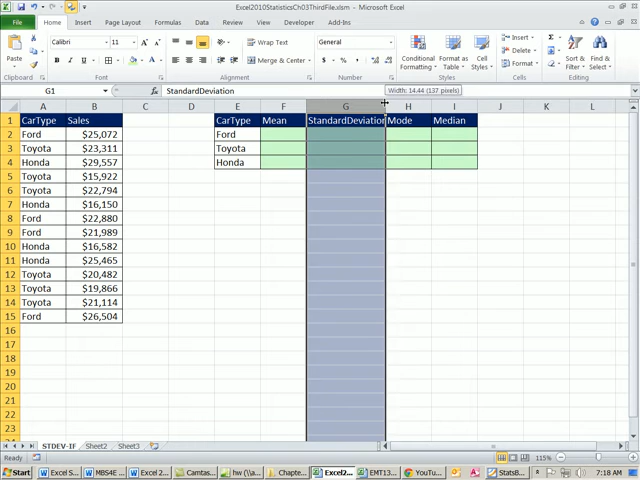 Excel2010StatisticsCh03ThirdFile.xlsm - Microsoft Excel
File Home Insert Page Layout Formulas Data Review View Developer Add-Ins
Calibri 11 Wrap Text General Insert
Paste Merge & Center Conditional Formatting Format as Table Cell Styles Delete Format Sort & Filter Find & Select
Clipboard Font Alignment Number Styles Cells Editing
G1 fx StandardDeviation Width: 14.44 (137 pixels)
A B C D E F G H I J K L
1 CarType Sales CarType Mean StandardDeviation Mode Median
2 Ford $25,072 Ford
3 Toyota $23,311 Toyota
4 Honda $29,557 Honda
5 Toyota $15,922
6 Toyota $22,794
7 Honda $16,150
8 Ford $22,880
9 Ford $21,989
10 Honda $16,582
11 Honda $25,465
12 Toyota $20,482
13 Toyota $19,866
14 Toyota $21,114
15 Ford $26,504
16
17
18
19
20
21
22
23
STDEV-IF Sheet2 Sheet3
Ready 115%
Start Excel S... MBS4E ... Excel 2... Camtas... hw (\\a... Chapte... Excel2... EMT13... YouTu... StatsB... 7:18 AM